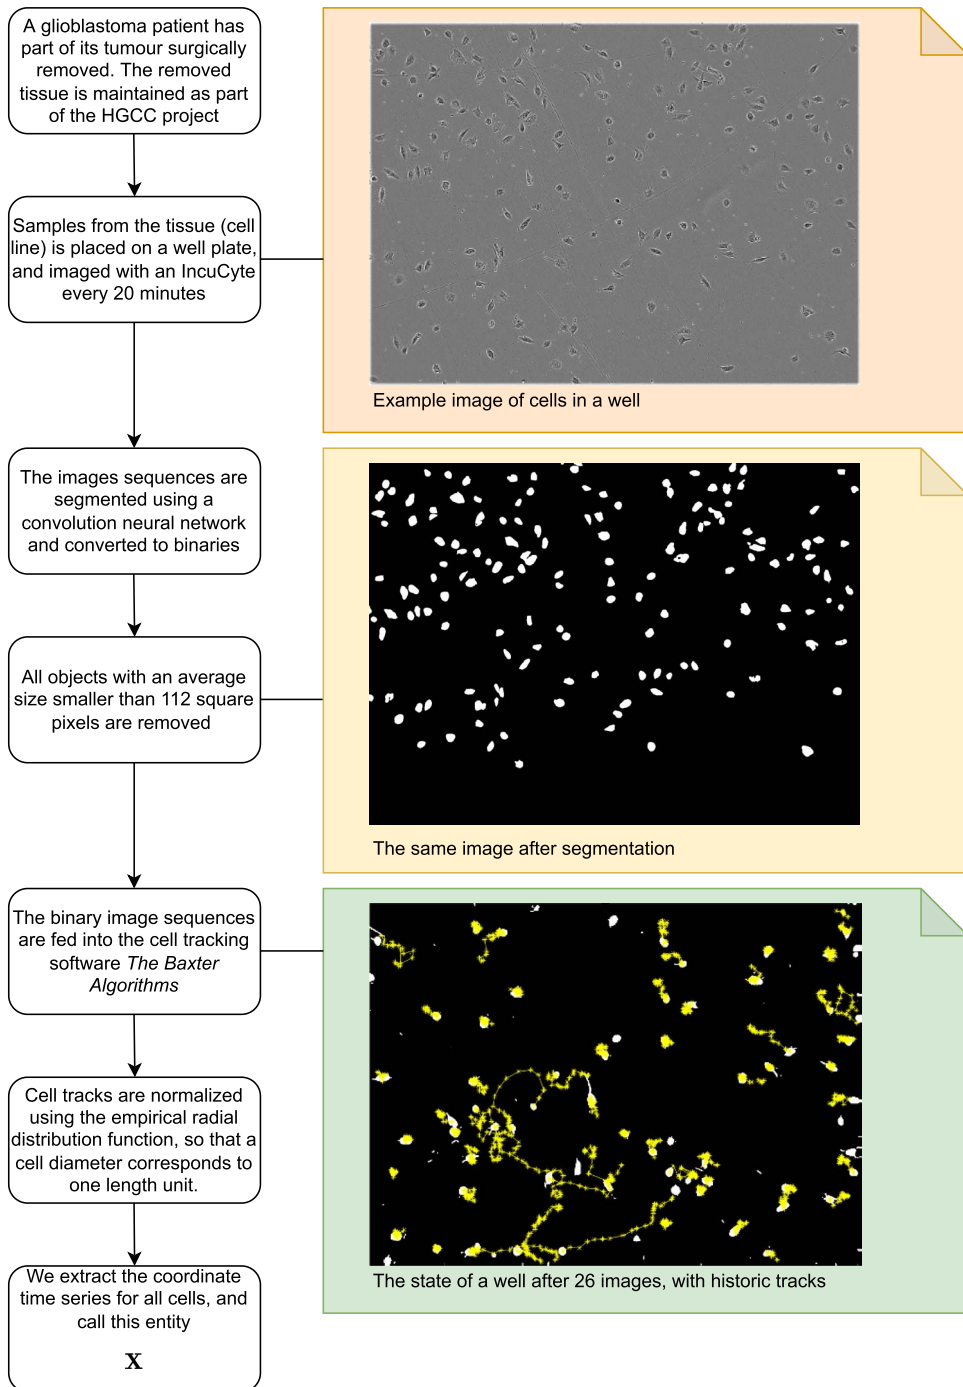 A glioblastoma patient has
part of its tumour surgically
removed. The removed
tissue is maintained as part
of the HGCC project
Samples from the tissue (cell
line) is placed on a well plate,
and imaged with an IncuCyte
every 20 minutes
Example image of cells in a well
The images sequences are
segmented using a
convolution neural network
and converted to binaries
All objects with an average
size smaller than 112 square
pixels are removed
The same image after segmentation
The binary image sequences
are fed into the cell tracking
software The Baxter
Algorithms
The state of a well after 26 images, with historic tracks
Cell tracks are normalized
using the empirical radial
distribution function, so that a
cell diameter corresponds to
one length unit.
We extract the coordinate
time series for all cells, and
call this entity
X